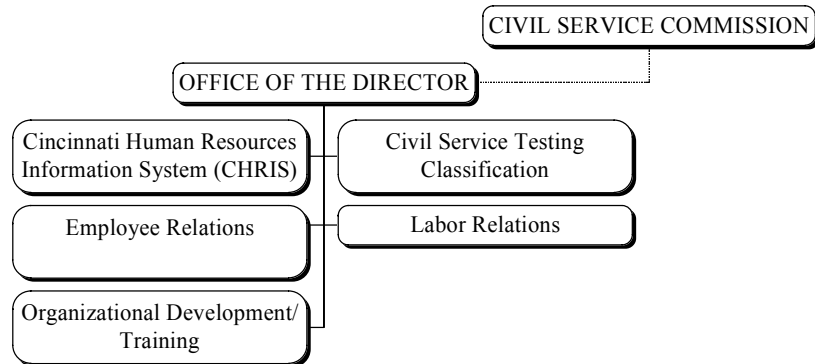 CIVIL SERVICE COMMISSION
OFFICE OF THE DIRECTOR
Cincinnati Human Resources
Information System (CHRIS)
Civil Service Testing
Classification
Employee Relations
Labor Relations
Organizational Development/
Training